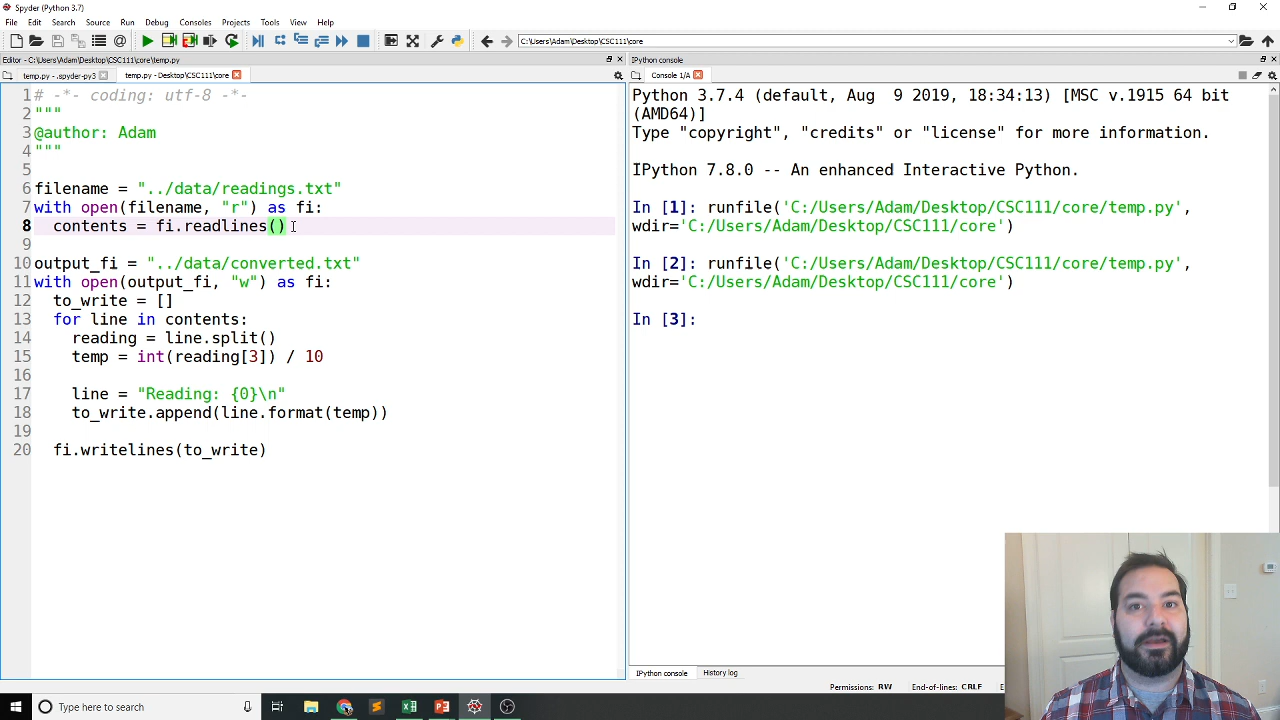 Spyder (Python 3.7)
File Edit Search Source Run Debug Consoles Projects Tools View Help
C:\Users\Adam\Desktop\CSC111\core
Editor - C:\Users\Adam\Desktop\CSC111\core\temp.py
IPython console
temp.py - .spyder-py3
temp.py - Desktop\CSC111\core
Console 1/A
1 # -*- coding: utf-8 -*-
2 """
3 @author: Adam
4 """
5
6 filename = "../data/readings.txt"
7 with open(filename, "r") as fi:
8   contents = fi.readlines()
9
10 output_fi = "../data/converted.txt"
11 with open(output_fi, "w") as fi:
12   to_write = []
13   for line in contents:
14     reading = line.split()
15     temp = int(reading[3]) / 10
16
17     line = "Reading: {0}\n"
18     to_write.append(line.format(temp))
19
20   fi.writelines(to_write)
Python 3.7.4 (default, Aug  9 2019, 18:34:13) [MSC v.1915 64 bit
(AMD64)]
Type "copyright", "credits" or "license" for more information.
IPython 7.8.0 -- An enhanced Interactive Python.
In [1]: runfile('C:/Users/Adam/Desktop/CSC111/core/temp.py',
wdir='C:/Users/Adam/Desktop/CSC111/core')
In [2]: runfile('C:/Users/Adam/Desktop/CSC111/core/temp.py',
wdir='C:/Users/Adam/Desktop/CSC111/core')
In [3]:
IPython console
History log
Permissions: RW End-of-lines: CRLF E
Type here to search